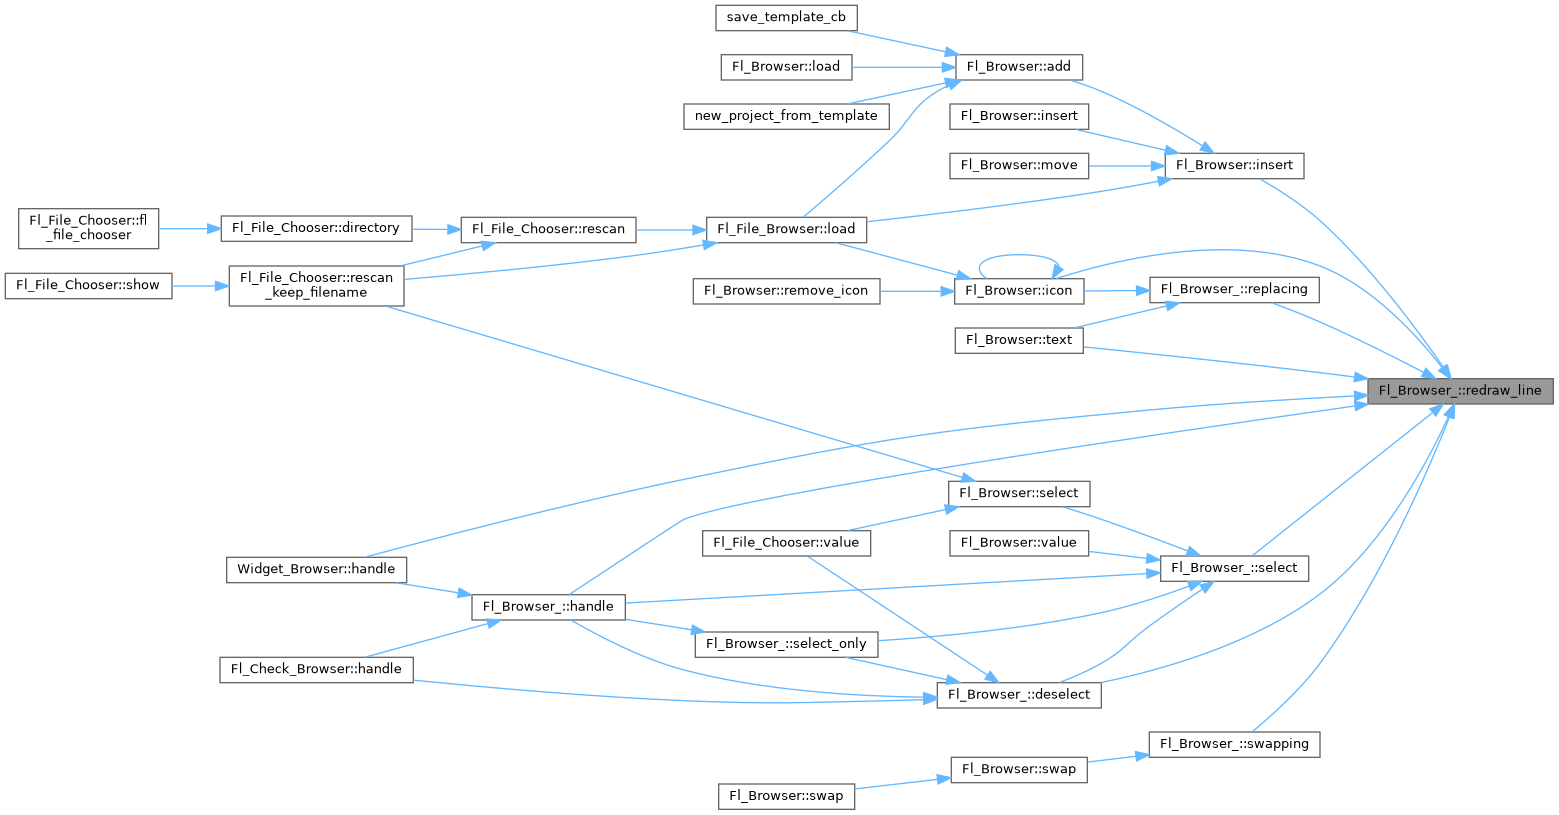 save_template_cb
Fl_Browser::load
Fl_Browser::add
new_project_from_template
Fl_Browser::insert
Fl_Browser::move
Fl_Browser::insert
Fl_File_Chooser::fl
_file_chooser
Fl_File_Chooser::directory
Fl_File_Chooser::rescan
Fl_File_Browser::load
Fl_File_Chooser::show
Fl_File_Chooser::rescan
_keep_filename
Fl_Browser::remove_icon
Fl_Browser::icon
Fl_Browser_::replacing
Fl_Browser::text
Fl_Browser_::redraw_line
Fl_Browser::select
Fl_File_Chooser::value
Fl_Browser::value
Widget_Browser::handle
Fl_Browser_::select
Fl_Browser_::handle
Fl_Browser_::select_only
Fl_Check_Browser::handle
Fl_Browser_::deselect
Fl_Browser_::swapping
Fl_Browser::swap
Fl_Browser::swap